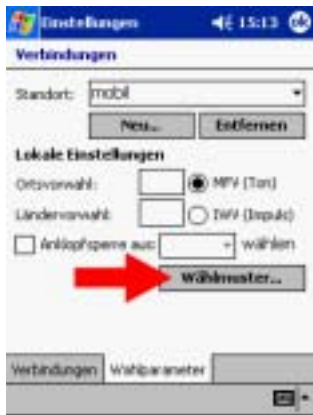 Einstellungen 15:13 ok
Verbindungen
Standort: mobil
Neu... Entfernen
Lokale Einstellungen
Ortsvorwahl: MFV (Ton)
Ländervorwahl: IWV (Impuls)
Anklopfsperre aus: wählen
Wählmuster...
Verbindungen Wahlparameter